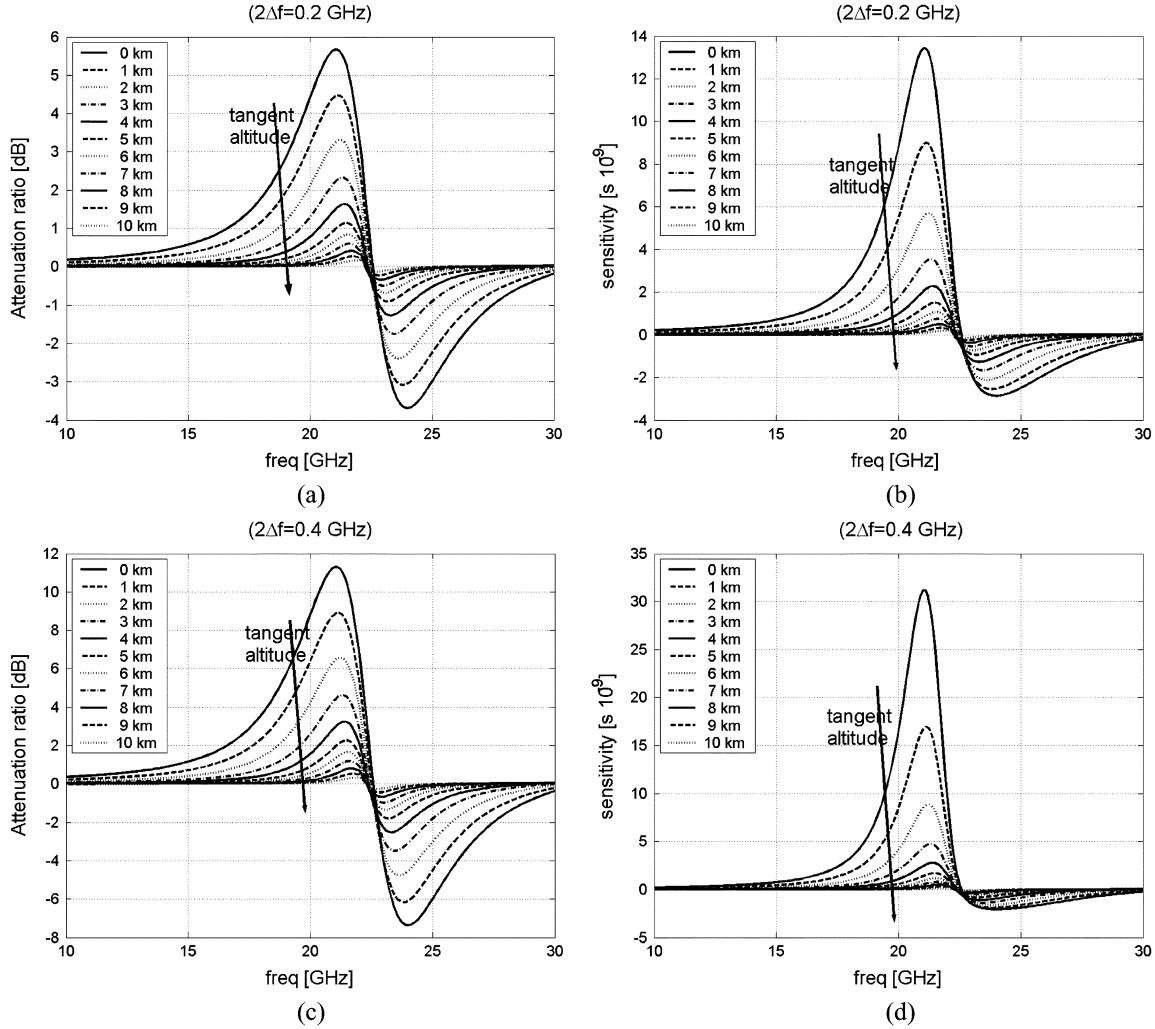 (2Δf=0.2 GHz)
Attenuation ratio [dB]
6
5
4
3
2
1
0
-1
-2
-3
-4
0 km
1 km
2 km
3 km
4 km
5 km
6 km
7 km
8 km
9 km
10 km
tangent
altitude
10 15 20 25 30
freq [GHz]
(a)
(2Δf=0.2 GHz)
sensitivity [s 10⁹]
14
12
10
8
6
4
2
0
-2
-4
0 km
1 km
2 km
3 km
4 km
5 km
6 km
7 km
8 km
9 km
10 km
tangent
altitude
10 15 20 25 30
freq [GHz]
(b)
(2Δf=0.4 GHz)
Attenuation ratio [dB]
12
10
8
6
4
2
0
-2
-4
-6
-8
0 km
1 km
2 km
3 km
4 km
5 km
6 km
7 km
8 km
9 km
10 km
tangent
altitude
10 15 20 25 30
freq [GHz]
(c)
(2Δf=0.4 GHz)
sensitivity [s 10⁹]
35
30
25
20
15
10
5
0
-5
0 km
1 km
2 km
3 km
4 km
5 km
6 km
7 km
8 km
9 km
10 km
tangent
altitude
10 15 20 25 30
freq [GHz]
(d)